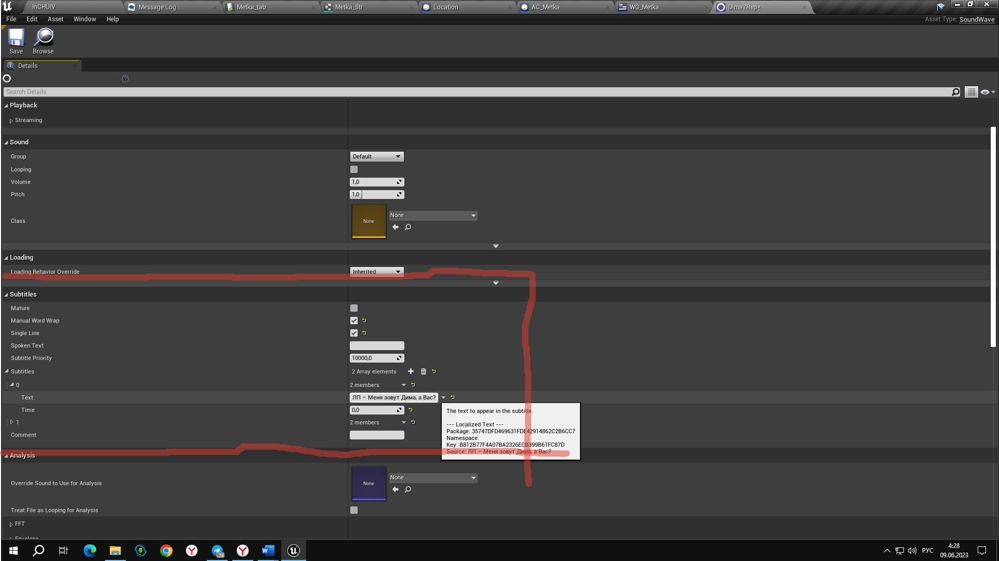 InCHUIV
Message Log
Metka_tab
Metka_Str
Location
AC_Metka
WG_Metka
Dima7Rep*
File Edit Asset Window Help
Asset Type: SoundWave
Save
Browse
Details
Search Details
Playback
Streaming
Sound
Group
Default
Looping
Volume
1,0
Pitch
1,0
Class
None
None
Loading
Loading Behavior Override
Inherited
Subtitles
Mature
Manual Word Wrap
Single Line
Spoken Text
Subtitle Priority
10000,0
Subtitles
2 Array elements
0
2 members
Text
ЛП – Меня зовут Дима, а Вас?
Time
0,0
1
2 members
Comment
The text to appear in the subtitle.
--- Localized Text ---
Package: 35747DFD469631FDE42914862C2B6CC7
Namespace:
Key: B812B77F4A07BA2326ECB399B61FC87D
Source: ЛП – Меня зовут Дима, а Вас?
Analysis
Override Sound to Use for Analysis
None
None
Treat File as Looping for Analysis
FFT
Envelope
78
РУС
4:28
09.06.2023